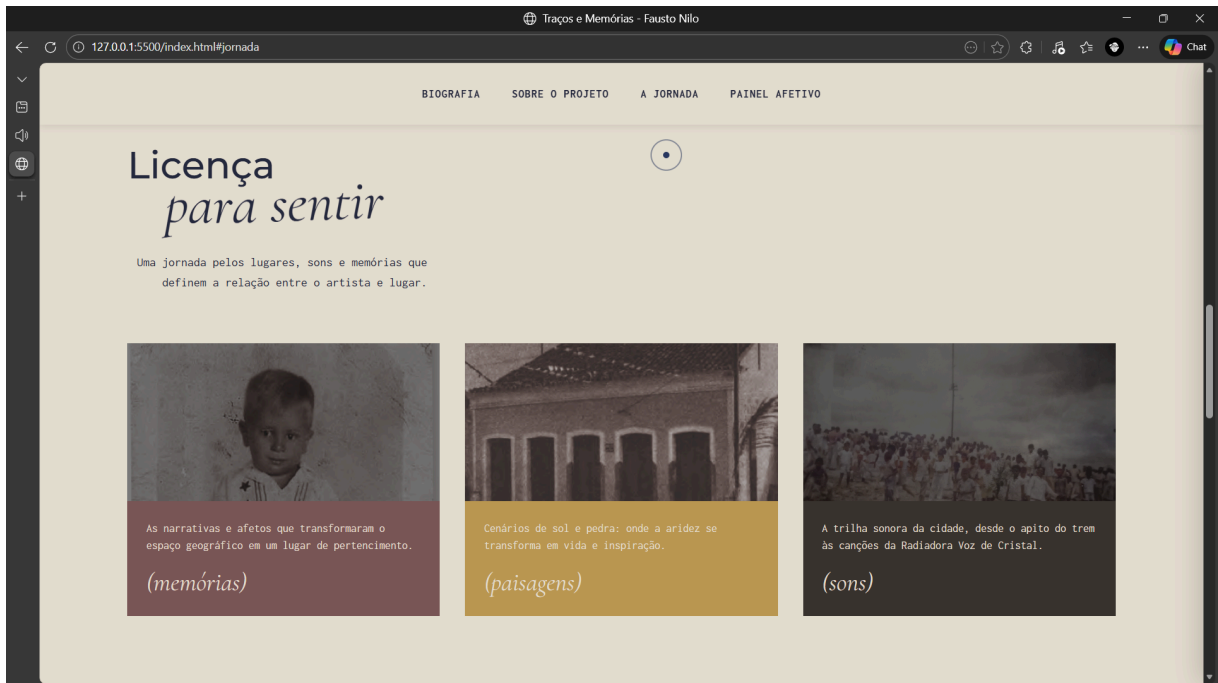 Traços e Memórias - Fausto Nilo
127.0.0.1:5500/index.html#jornada
Chat
BIOGRAFIA SOBRE O PROJETO A JORNADA PAINEL AFETIVO
Licença
para sentir
Uma jornada pelos lugares, sons e memórias que
definem a relação entre o artista e lugar.
As narrativas e afetos que transformaram o
espaço geográfico em um lugar de pertencimento.
(memórias)
Cenários de sol e pedra: onde a aridez se
transforma em vida e inspiração.
(paisagens)
A trilha sonora da cidade, desde o apito do trem
às canções da Radiadora Voz de Cristal.
(sons)